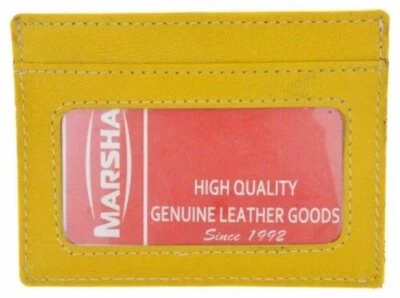 MARSHA
HIGH QUALITY
GENUINE LEATHER GOODS
Since 1992